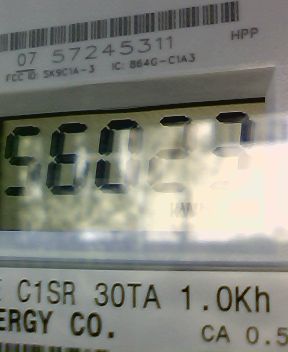 HPP
07 57245311
FCC ID: SK9C1A-3 IC: 864G-C1A3
C1SR 30TA 1.0Kh
ERGY CO.
CA 0.5